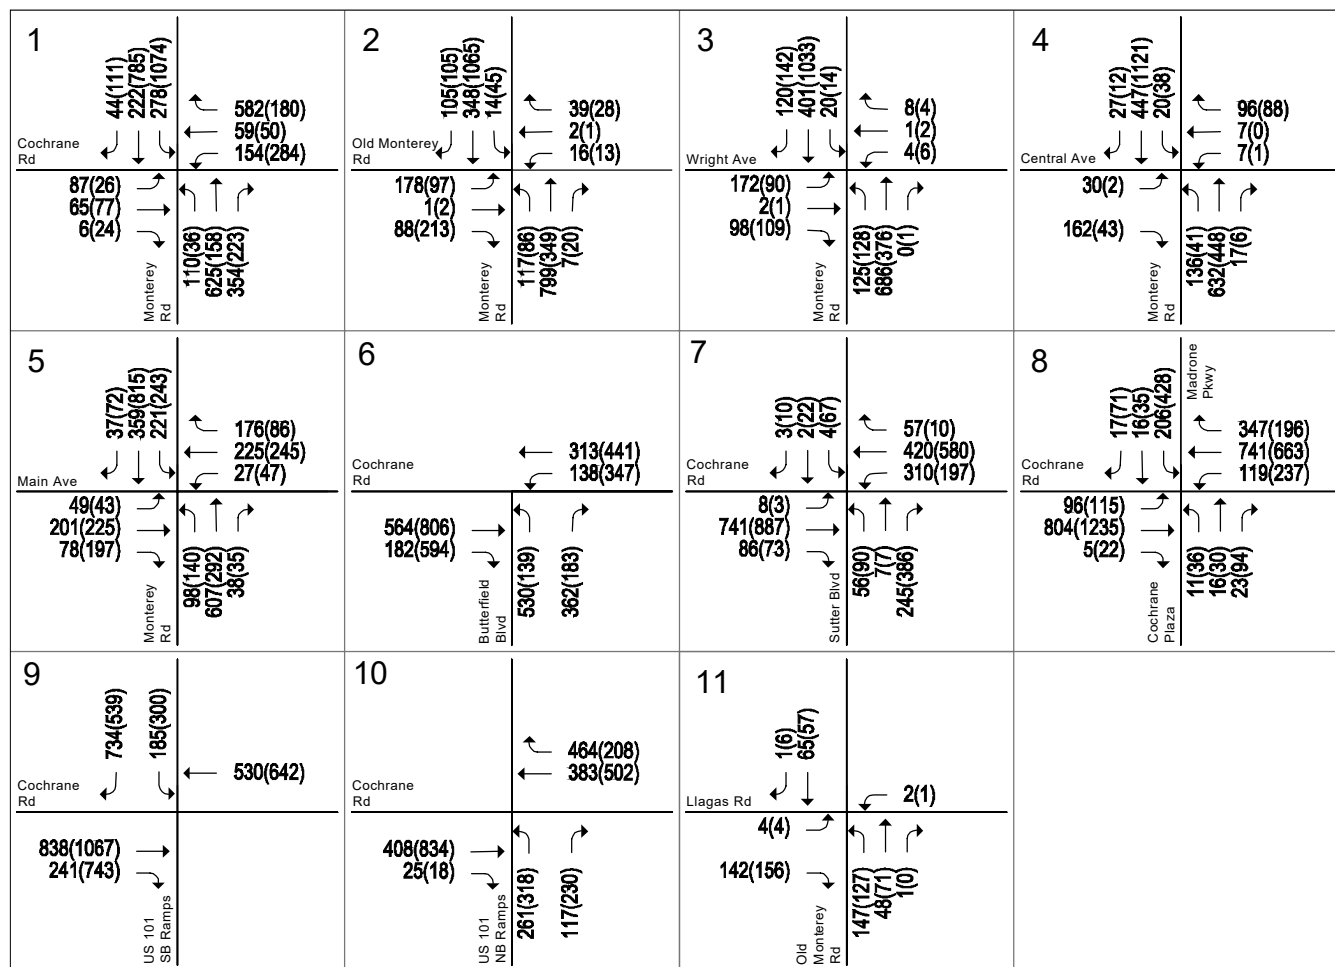 1
44(111)
222(785)
278(1074)
582(180)
59(50)
154(284)
Cochrane
Rd
87(26)
65(77)
6(24)
110(36)
625(158)
354(223)
Monterey
Rd
2
105(105)
348(1065)
14(45)
39(28)
2(1)
16(13)
Old Monterey
Rd
178(97)
1(2)
88(213)
117(86)
799(349)
7(20)
Monterey
Rd
3
120(142)
401(1033)
20(14)
8(4)
1(2)
4(6)
Wright Ave
172(90)
2(1)
98(109)
125(128)
686(376)
0(1)
Monterey
Rd
4
27(12)
447(1121)
20(38)
96(88)
7(0)
7(1)
Central Ave
30(2)
162(43)
136(41)
632(448)
17(6)
Monterey
Rd
5
37(72)
359(815)
221(243)
176(86)
225(245)
27(47)
Main Ave
49(43)
201(225)
78(197)
98(140)
607(292)
38(35)
Monterey
Rd
6
313(441)
138(347)
Cochrane
Rd
564(806)
182(594)
530(139)
362(183)
Butterfield
Blvd
7
3(10)
2(22)
4(67)
57(10)
420(580)
310(197)
Cochrane
Rd
8(3)
741(887)
86(73)
56(90)
7(7)
245(386)
Sutter Blvd
8
17(71)
16(35)
206(428)
Madrone
Pkwy
347(196)
741(663)
119(237)
Cochrane
Rd
96(115)
804(1235)
5(22)
11(36)
16(30)
23(94)
Cochrane
Plaza
9
734(539)
185(300)
530(642)
Cochrane
Rd
838(1067)
241(743)
US 101
SB Ramps
10
464(208)
383(502)
Cochrane
Rd
408(834)
25(18)
261(318)
117(230)
US 101
NB Ramps
11
1(6)
65(57)
2(1)
Llagas Rd
4(4)
142(156)
147(127)
48(71)
1(0)
Old
Monterey
Rd